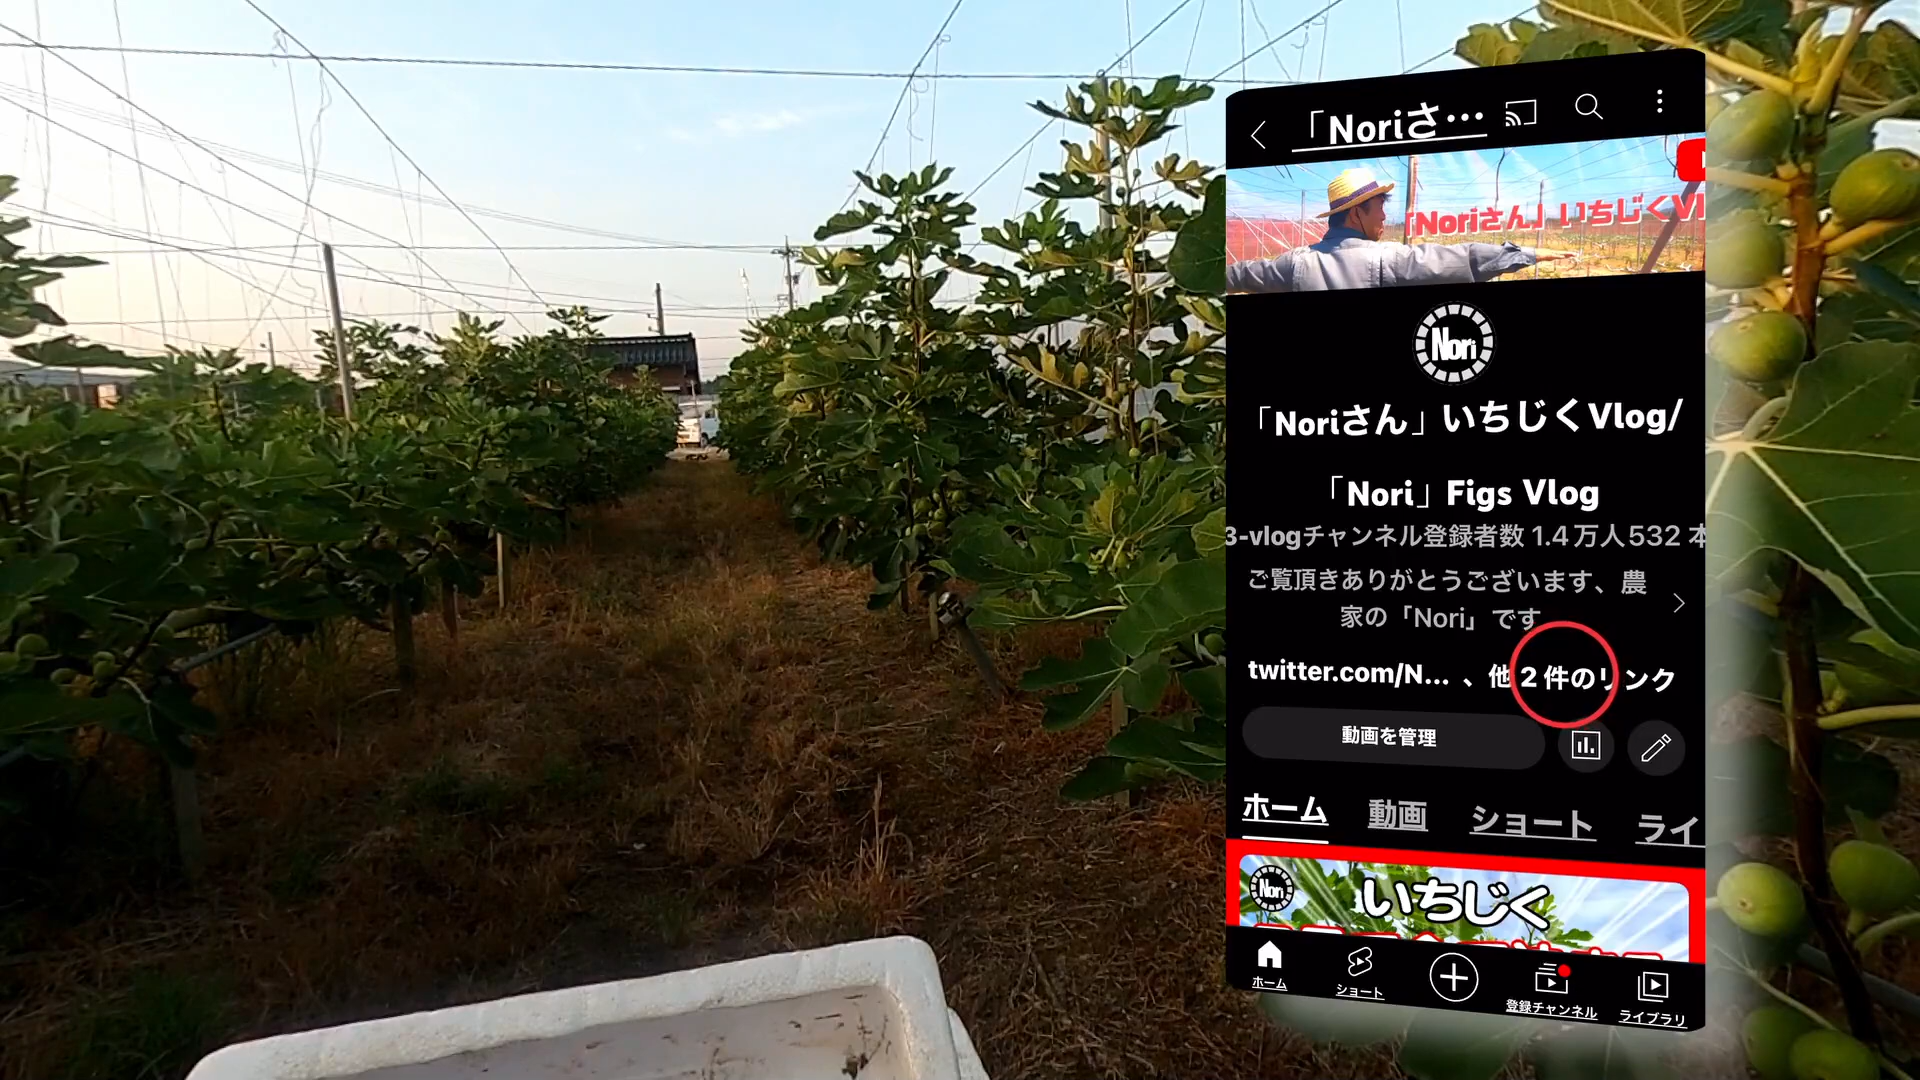 「Noriさ…
「Noriさん」いちじくVl
Nori
「Noriさん」いちじくVlog/
「Nori」Figs Vlog
3-vlogチャンネル登録者数 1.4万人532 本
ご覧頂きありがとうございます、農
家の「Nori」です
twitter.com/N... 、他 2 件のリンク
動画を管理
ホーム 動画 ショート ライ
Nori いちじく
ホーム ショート 登録チャンネル ライブラリ